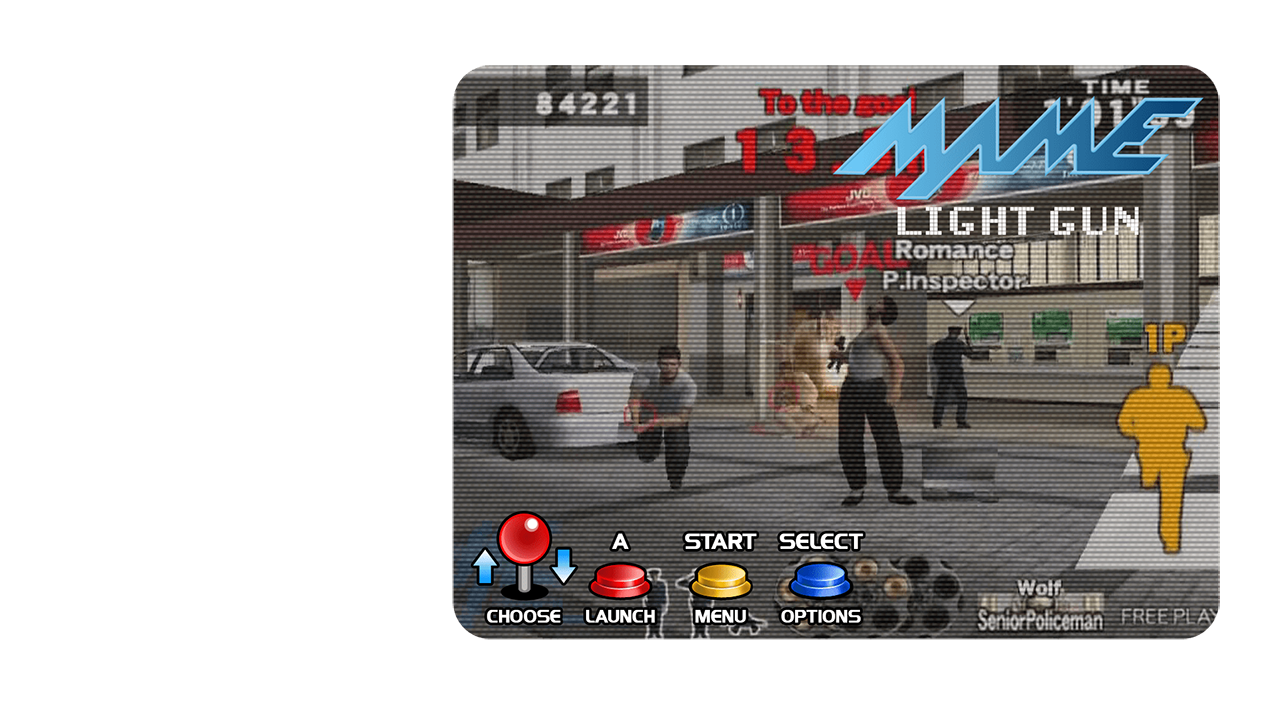 84221
To the goal
TIME
MAME
JVC
LIGHT GUN
GOAL
Romance
P.Inspector
1P
A
START
SELECT
CHOOSE
LAUNCH
MENU
OPTIONS
Wolf
SeniorPoliceman
FREE PLAY